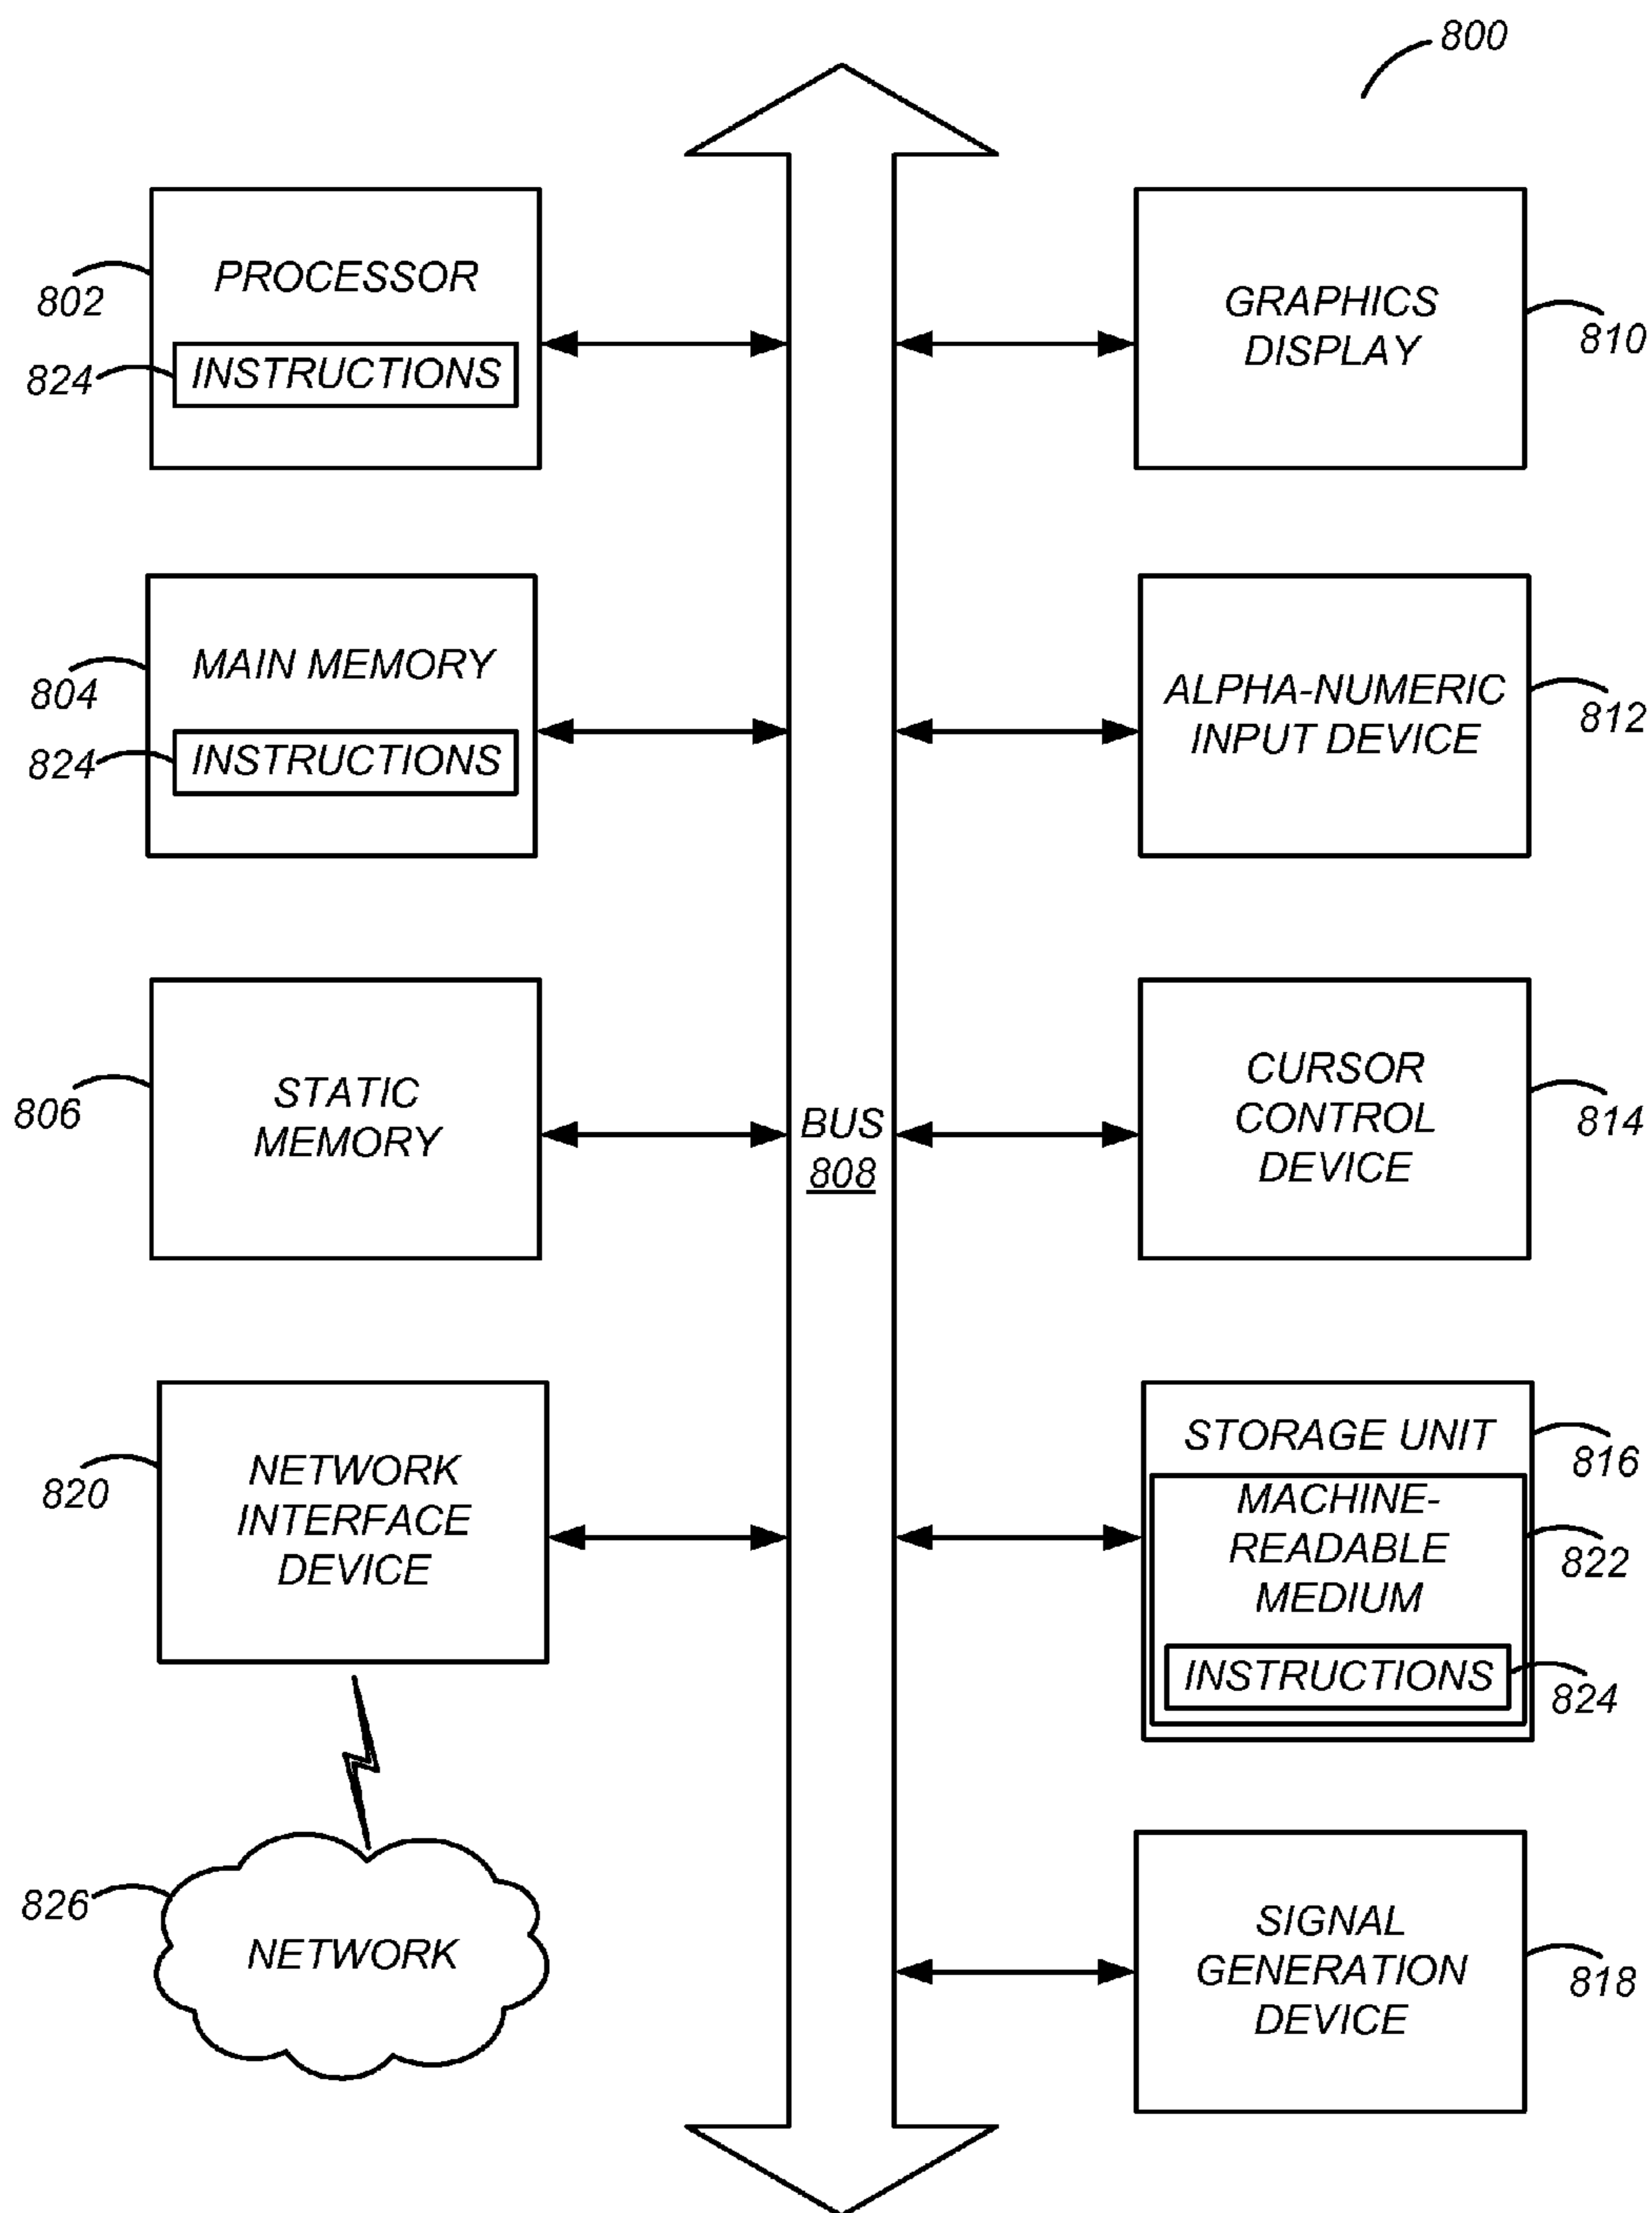 800
PROCESSOR
802
INSTRUCTIONS
824
GRAPHICS
DISPLAY
810
MAIN MEMORY
804
INSTRUCTIONS
824
ALPHA-NUMERIC
INPUT DEVICE
812
STATIC
MEMORY
806
BUS
808
CURSOR
CONTROL
DEVICE
814
NETWORK
INTERFACE
DEVICE
820
STORAGE UNIT
816
MACHINE-
READABLE
MEDIUM
822
INSTRUCTIONS
824
826
NETWORK
SIGNAL
GENERATION
DEVICE
818